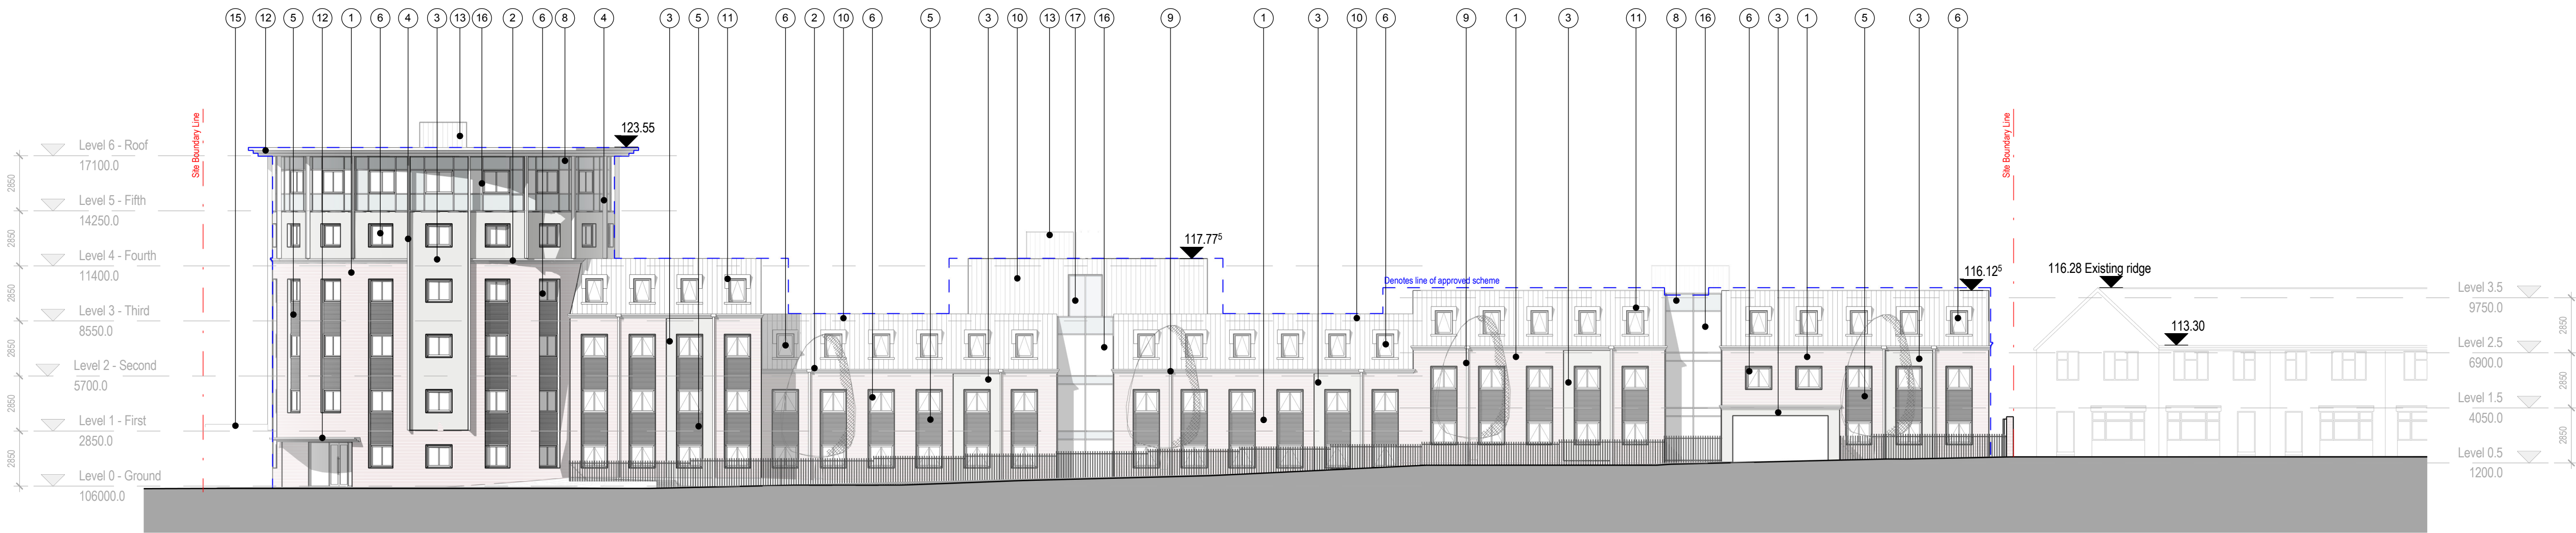 15 12 5 12 1 6 4 3 13 16 2 6 8 4 3 5 11 6 2 10 6 5 3 10 13 17 16 9 1 3 10 6 9 1 3 11 8 16 6 3 1 5 3 6
Site Boundary Line
Site Boundary Line
123.55
Level 6 - Roof
17100.0
2850
Level 5 - Fifth
14250.0
2850
Level 4 - Fourth
11400.0
2850
Level 3 - Third
8550.0
2850
Level 2 - Second
5700.0
2850
Level 1 - First
2850.0
2850
Level 0 - Ground
106000.0
117.77⁵
Denotes line of approved scheme
116.12⁵
116.28 Existing ridge
113.30
Level 3.5
9750.0
2850
Level 2.5
6900.0
2850
Level 1.5
4050.0
2850
Level 0.5
1200.0